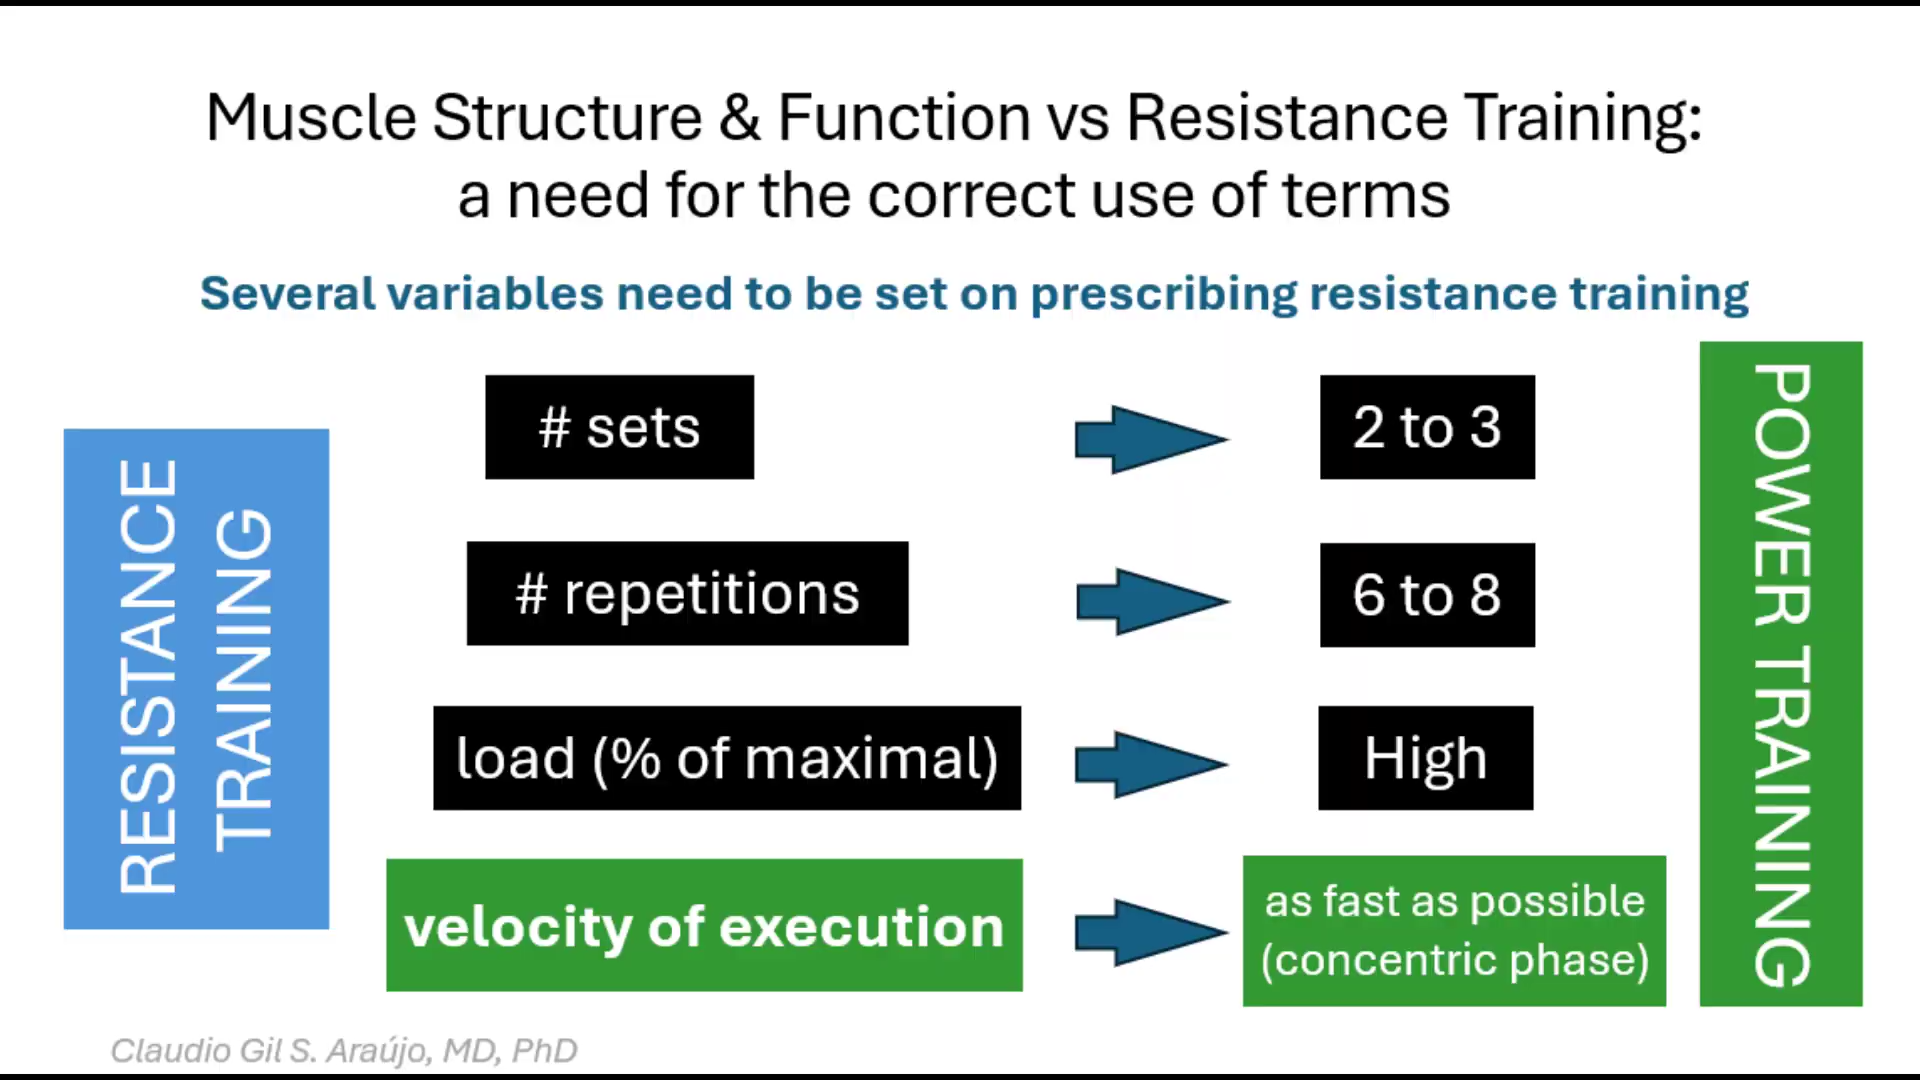 Muscle Structure & Function vs Resistance Training:
a need for the correct use of terms
Several variables need to be set on prescribing resistance training
RESISTANCE
TRAINING
# sets
2 to 3
# repetitions
6 to 8
load (% of maximal)
High
velocity of execution
as fast as possible
(concentric phase)
POWER TRAINING
Claudio Gil S. Araújo, MD, PhD